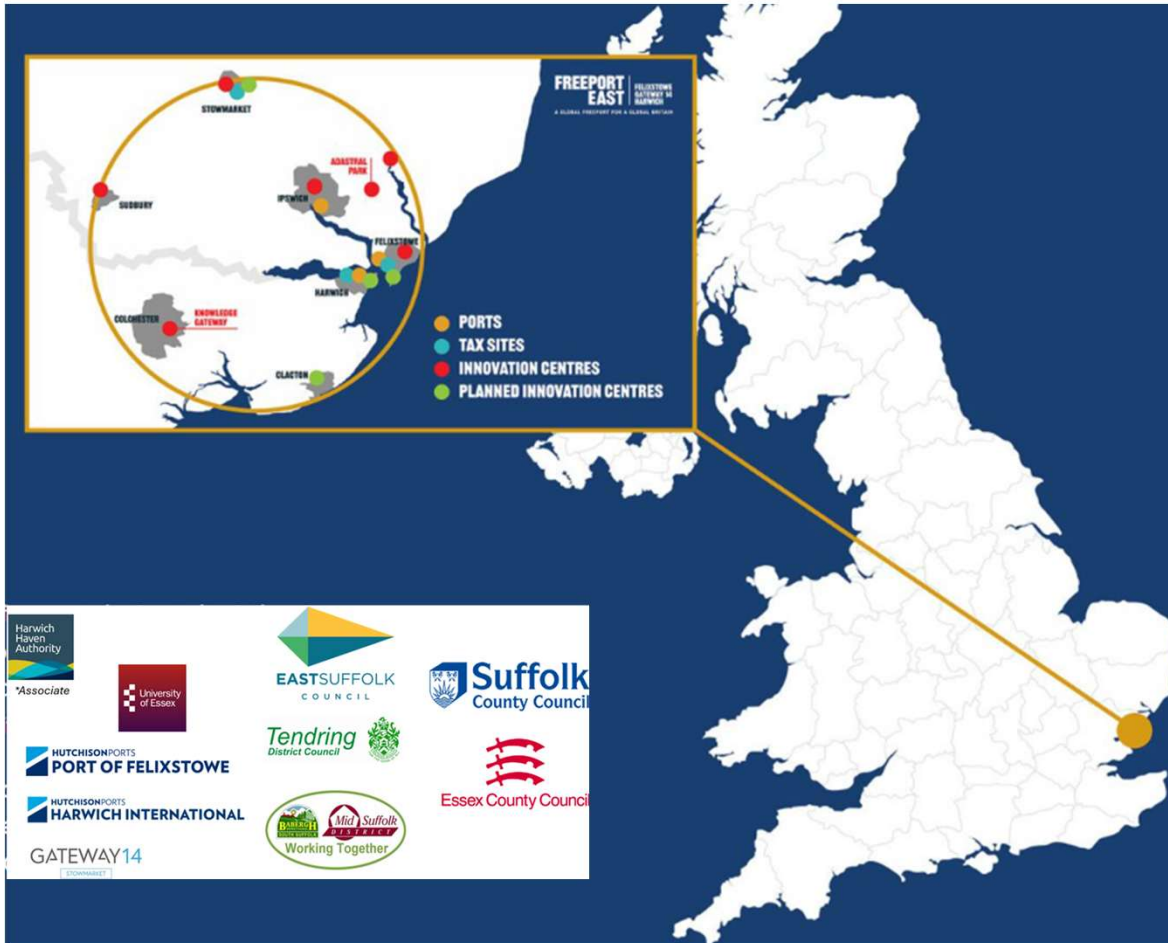 FREEPORT
EAST
FELIXSTOWE
GATEWAY 14
HARWICH
A GLOBAL FREEPORT FOR A GLOBAL BRITAIN
STOWMARKET
ADASTRAL
PARK
SUDBURY
IPSWICH
FELIXSTOWE
HARWICH
COLCHESTER
KNOWLEDGE
GATEWAY
CLACTON
PORTS
TAX SITES
INNOVATION CENTRES
PLANNED INNOVATION CENTRES
Harwich
Haven
Authority
*Associate
University
of Essex
EASTSUFFOLK
COUNCIL
Suffolk
County Council
Tendring
District Council
HUTCHISONPORTS
PORT OF FELIXSTOWE
Essex County Council
HUTCHISONPORTS
HARWICH INTERNATIONAL
BABERGH
SOUTH SUFFOLK
Mid Suffolk
DISTRICT
Working Together
GATEWAY14
STOWMARKET